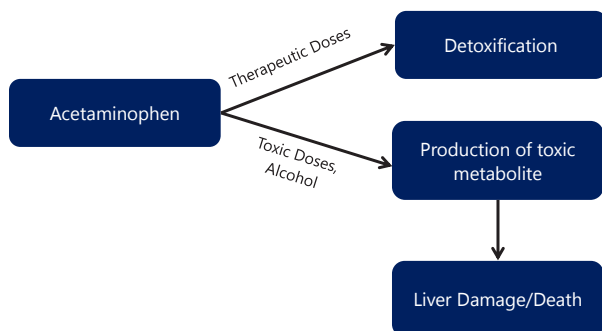 Therapeutic Doses
Detoxification
Acetaminophen
Toxic Doses,
Alcohol
Production of toxic
metabolite
Liver Damage/Death